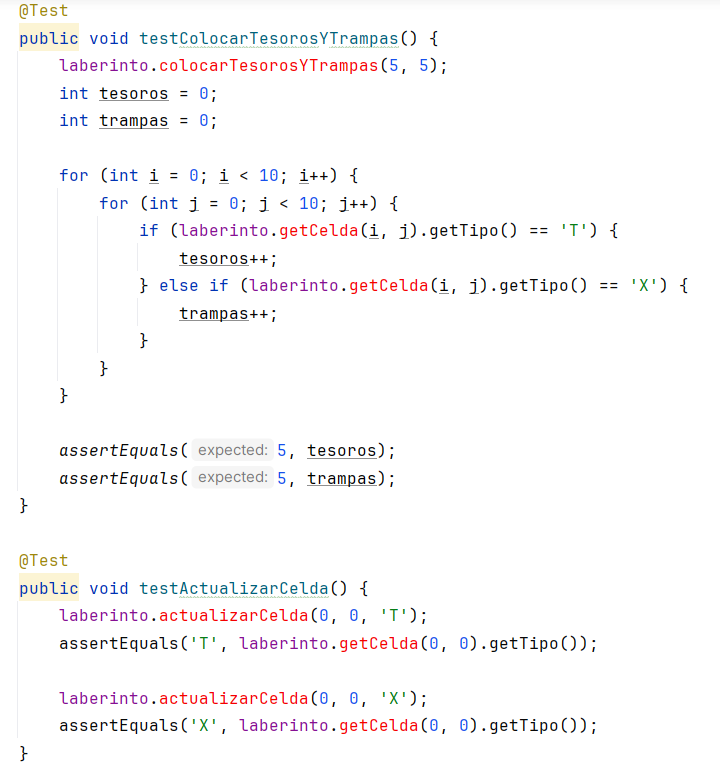 @Test
public void testColocarTesorosYTrampas() {
    laberinto.colocarTesorosYTrampas(5, 5);
    int tesoros = 0;
    int trampas = 0;

    for (int i = 0; i < 10; i++) {
        for (int j = 0; j < 10; j++) {
            if (laberinto.getCelda(i, j).getTipo() == 'T') {
                tesoros++;
            } else if (laberinto.getCelda(i, j).getTipo() == 'X') {
                trampas++;
            }
        }
    }

    assertEquals( expected: 5, tesoros);
    assertEquals( expected: 5, trampas);
}

@Test
public void testActualizarCelda() {
    laberinto.actualizarCelda(0, 0, 'T');
    assertEquals('T', laberinto.getCelda(0, 0).getTipo());

    laberinto.actualizarCelda(0, 0, 'X');
    assertEquals('X', laberinto.getCelda(0, 0).getTipo());
}